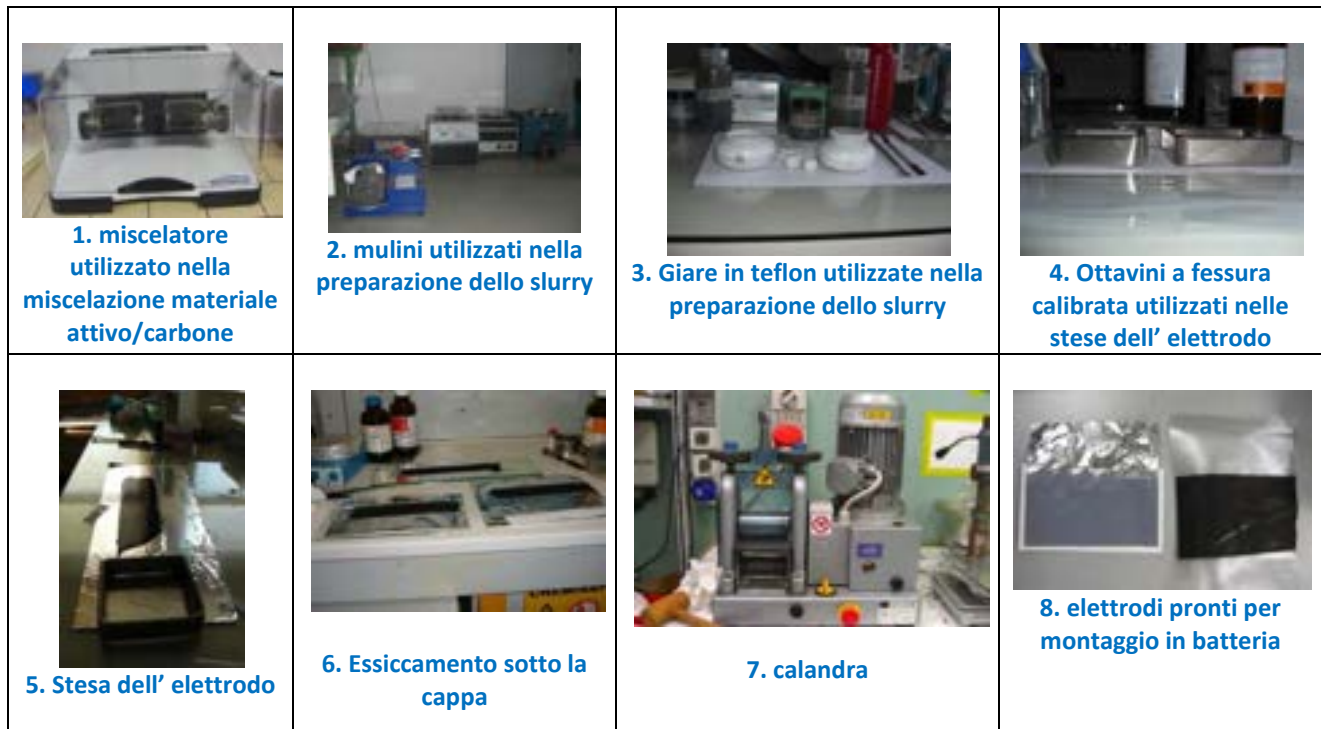 1. miscelatore
utilizzato nella
miscelazione materiale
attivo/carbone
2. mulini utilizzati nella
preparazione dello slurry
3. Giare in teflon utilizzate nella
preparazione dello slurry
4. Ottavini a fessura
calibrata utilizzati nelle
stese dell' elettrodo
5. Stesa dell' elettrodo
6. Essiccamento sotto la
cappa
7. calandra
8. elettrodi pronti per
montaggio in batteria